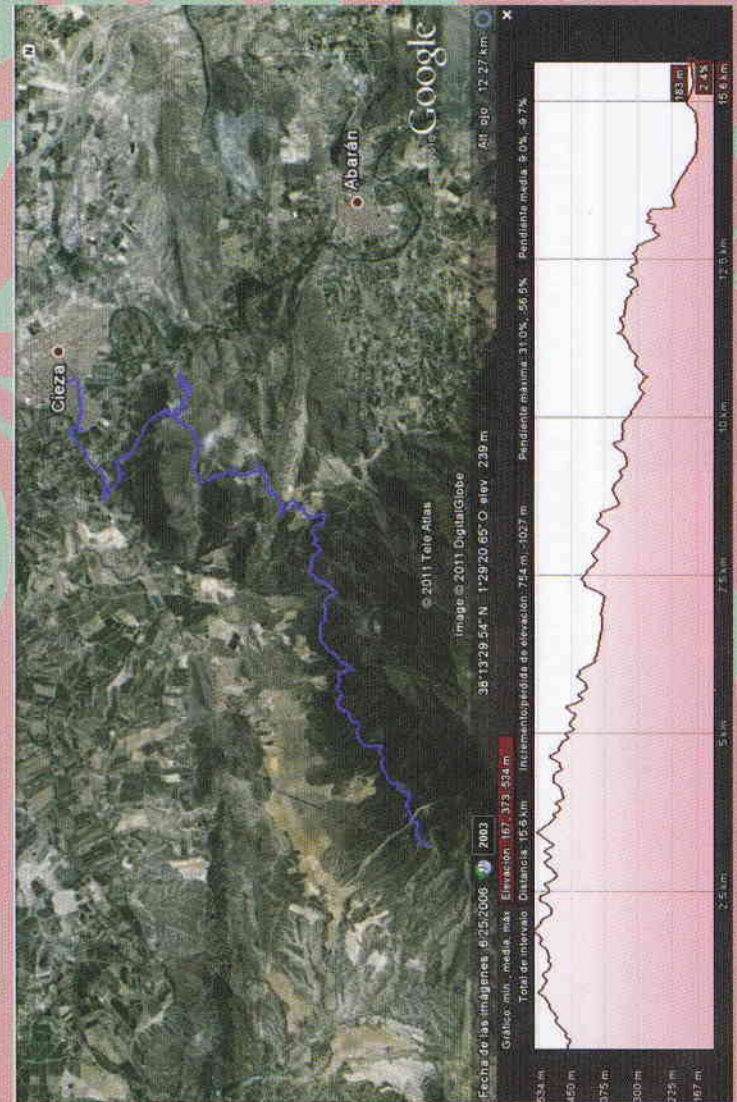 N
Cieza
Abarán
© 2011 Tele Atlas
Image © 2011 DigitalGlobe
Google
Fecha de las imágenes: 6/25/2006 2003 38°13'29.54" N 1°29'20.65" O elev. 239 m Alt. ojo 12.27 km
Gráfico: mín., media, máx Elevación: 167, 373, 534 m
Total de intervalo Distancia: 15.6 km Incremento/pérdida de elevación: 754 m, -1027 m Pendiente máxima: 31.0%, -56.5% Pendiente media: 9.0%, -9.7%
534 m
450 m
375 m
300 m
225 m
167 m
183 m
2.4%
2.5 km 5 km 7.5 km 10 km 12.5 km 15.6 km